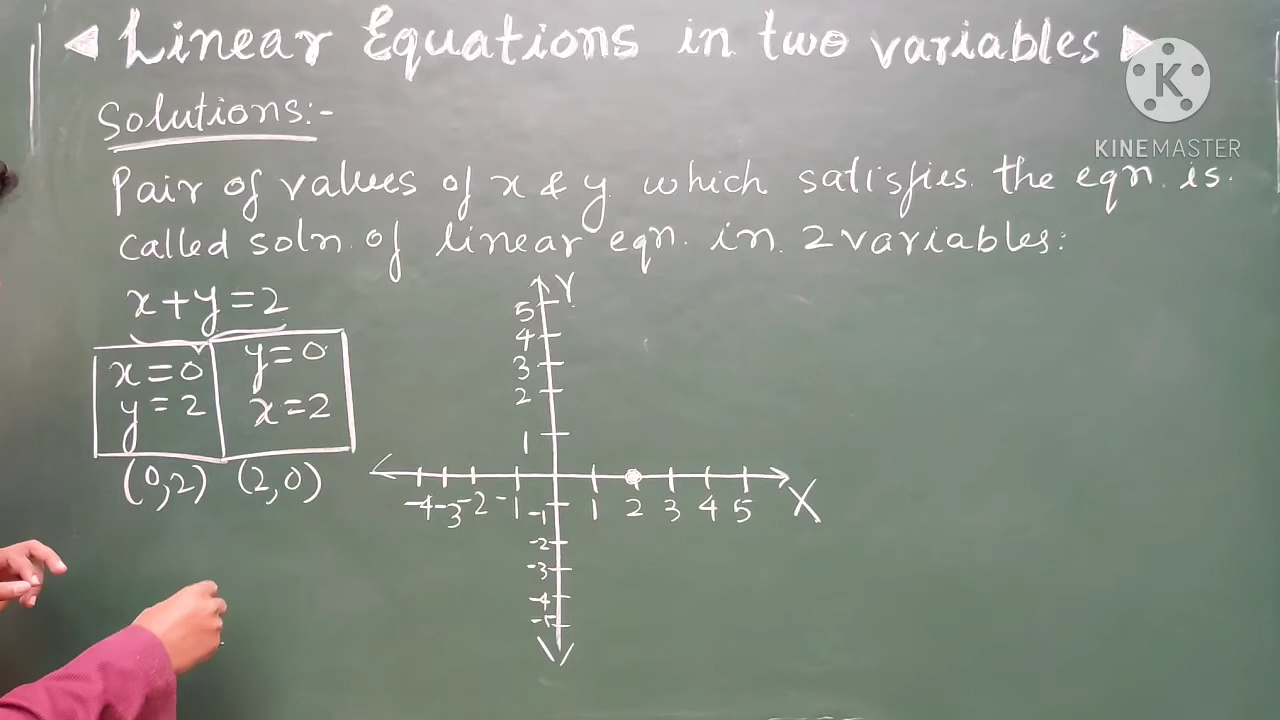 Linear Equations in two variables
K
KINEMASTER
Solutions:-
Pair of values of x & y which satisfies the eqn. is
called soln. of linear eqn. in 2 variables:
x+y=2
x=0 y=0
y=2 x=2
(0,2) (2,0)
Y
5
4
3
2
1
-4 -3 -2 -1 1 2 3 4 5 X
-1
-2
-3
-4
-5